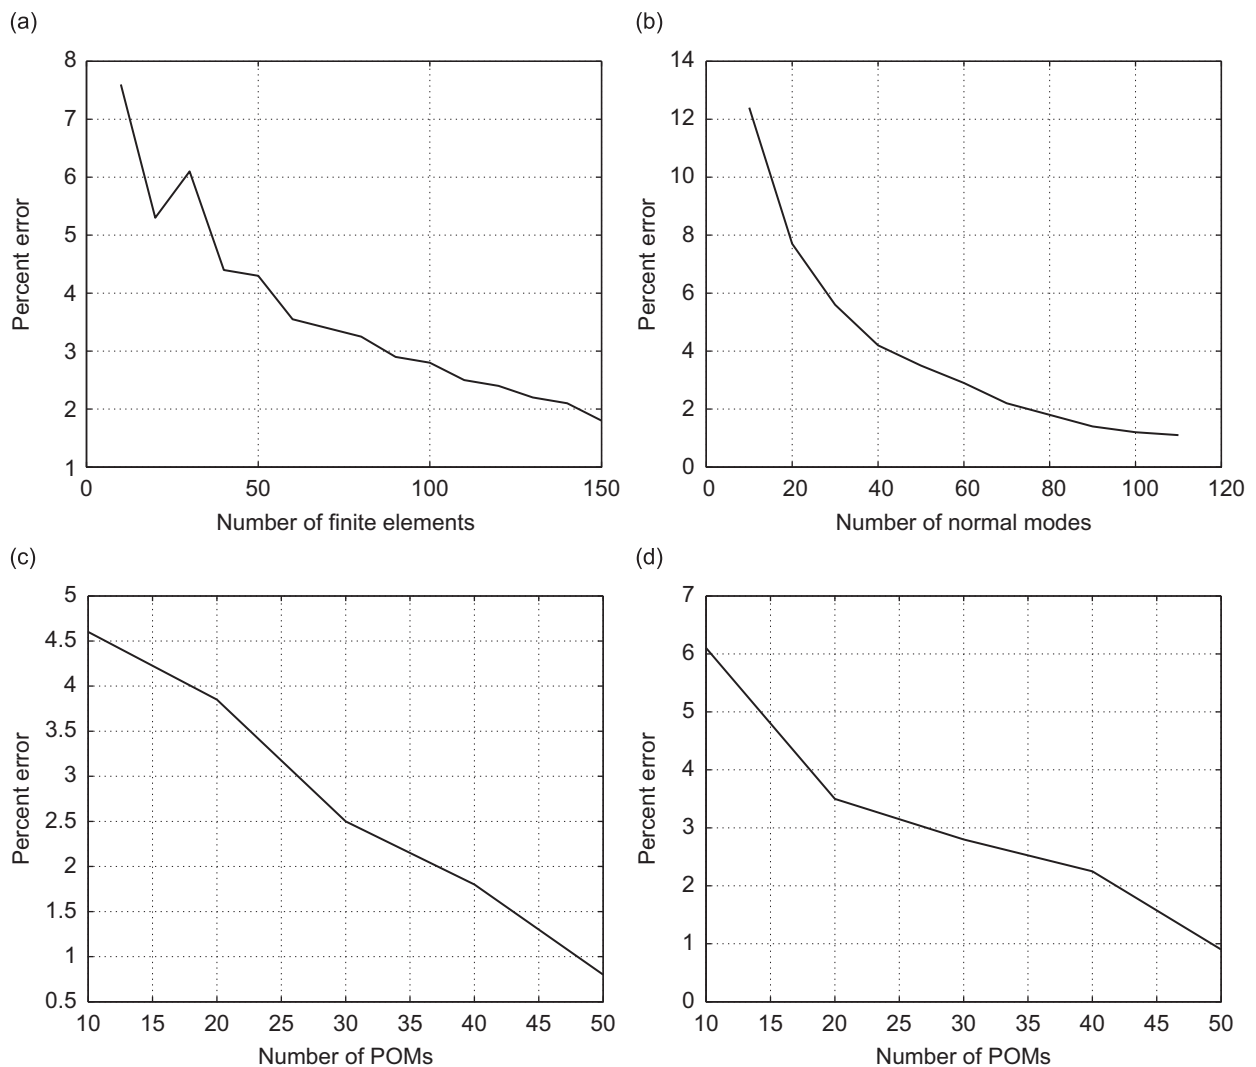 (a)
8
7
6
5
4
3
2
1
0 50 100 150
Percent error
Number of finite elements
(b)
14
12
10
8
6
4
2
0
0 20 40 60 80 100 120
Percent error
Number of normal modes
(c)
5
4.5
4
3.5
3
2.5
2
1.5
1
0.5
10 15 20 25 30 35 40 45 50
Percent error
Number of POMs
(d)
7
6
5
4
3
2
1
0
10 15 20 25 30 35 40 45 50
Percent error
Number of POMs